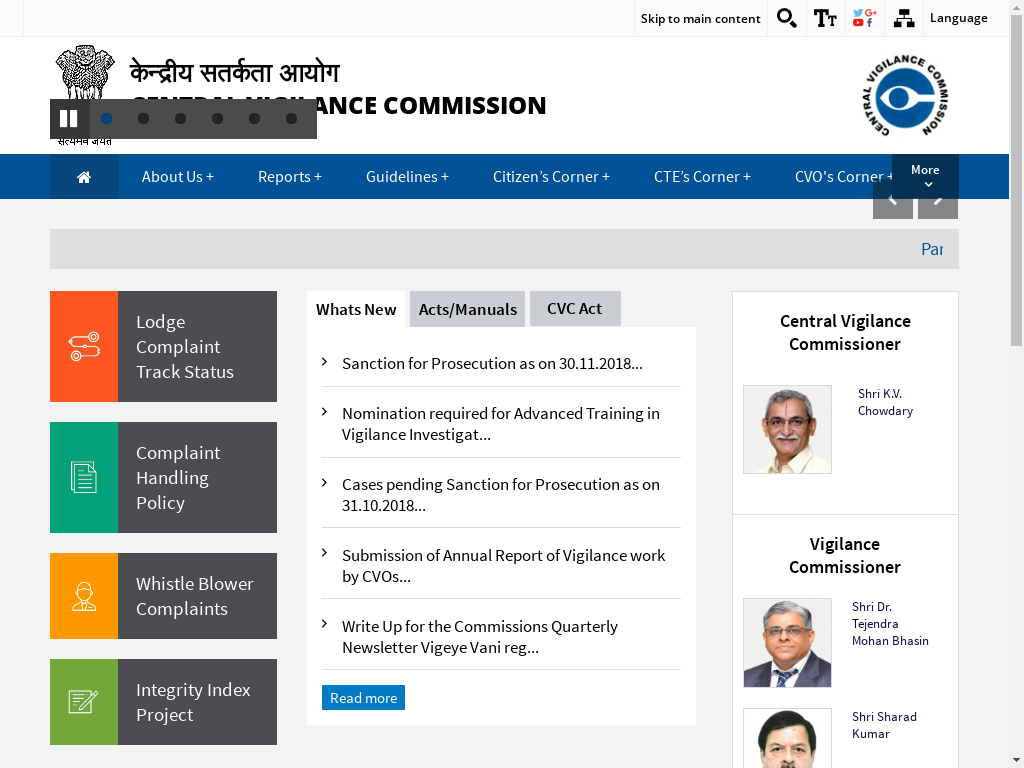 Skip to main content
Language
केन्द्रीय सतर्कता आयोग
CENTRAL VIGILANCE COMMISSION
सत्यमेव जयते
CENTRAL VIGILANCE COMMISSION
About Us +
Reports +
Guidelines +
Citizen’s Corner +
CTE’s Corner +
CVO's Corner +
More
Par
Lodge
Complaint
Track Status
Complaint
Handling
Policy
Whistle Blower
Complaints
Integrity Index
Project
Whats New
Acts/Manuals
CVC Act
Sanction for Prosecution as on 30.11.2018...
Nomination required for Advanced Training in
Vigilance Investigat...
Cases pending Sanction for Prosecution as on
31.10.2018...
Submission of Annual Report of Vigilance work
by CVOs...
Write Up for the Commissions Quarterly
Newsletter Vigeye Vani reg...
Read more
Central Vigilance
Commissioner
Shri K.V.
Chowdary
Vigilance
Commissioner
Shri Dr.
Tejendra
Mohan Bhasin
Shri Sharad
Kumar